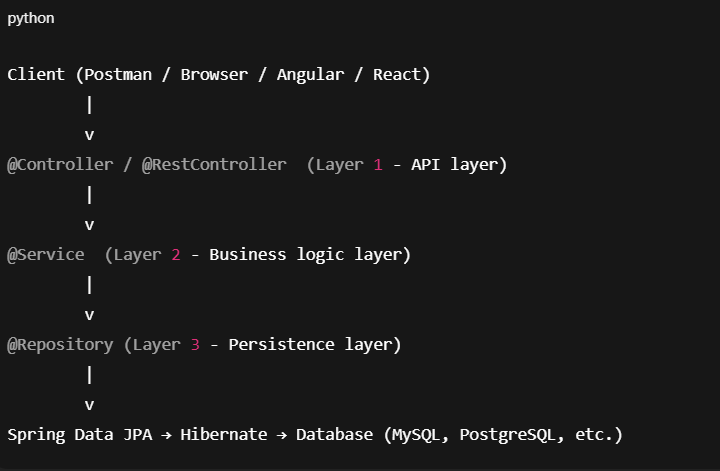 python
Client (Postman / Browser / Angular / React)
|
v
@Controller / @RestController  (Layer 1 - API layer)
|
v
@Service  (Layer 2 - Business logic layer)
|
v
@Repository (Layer 3 - Persistence layer)
|
v
Spring Data JPA → Hibernate → Database (MySQL, PostgreSQL, etc.)